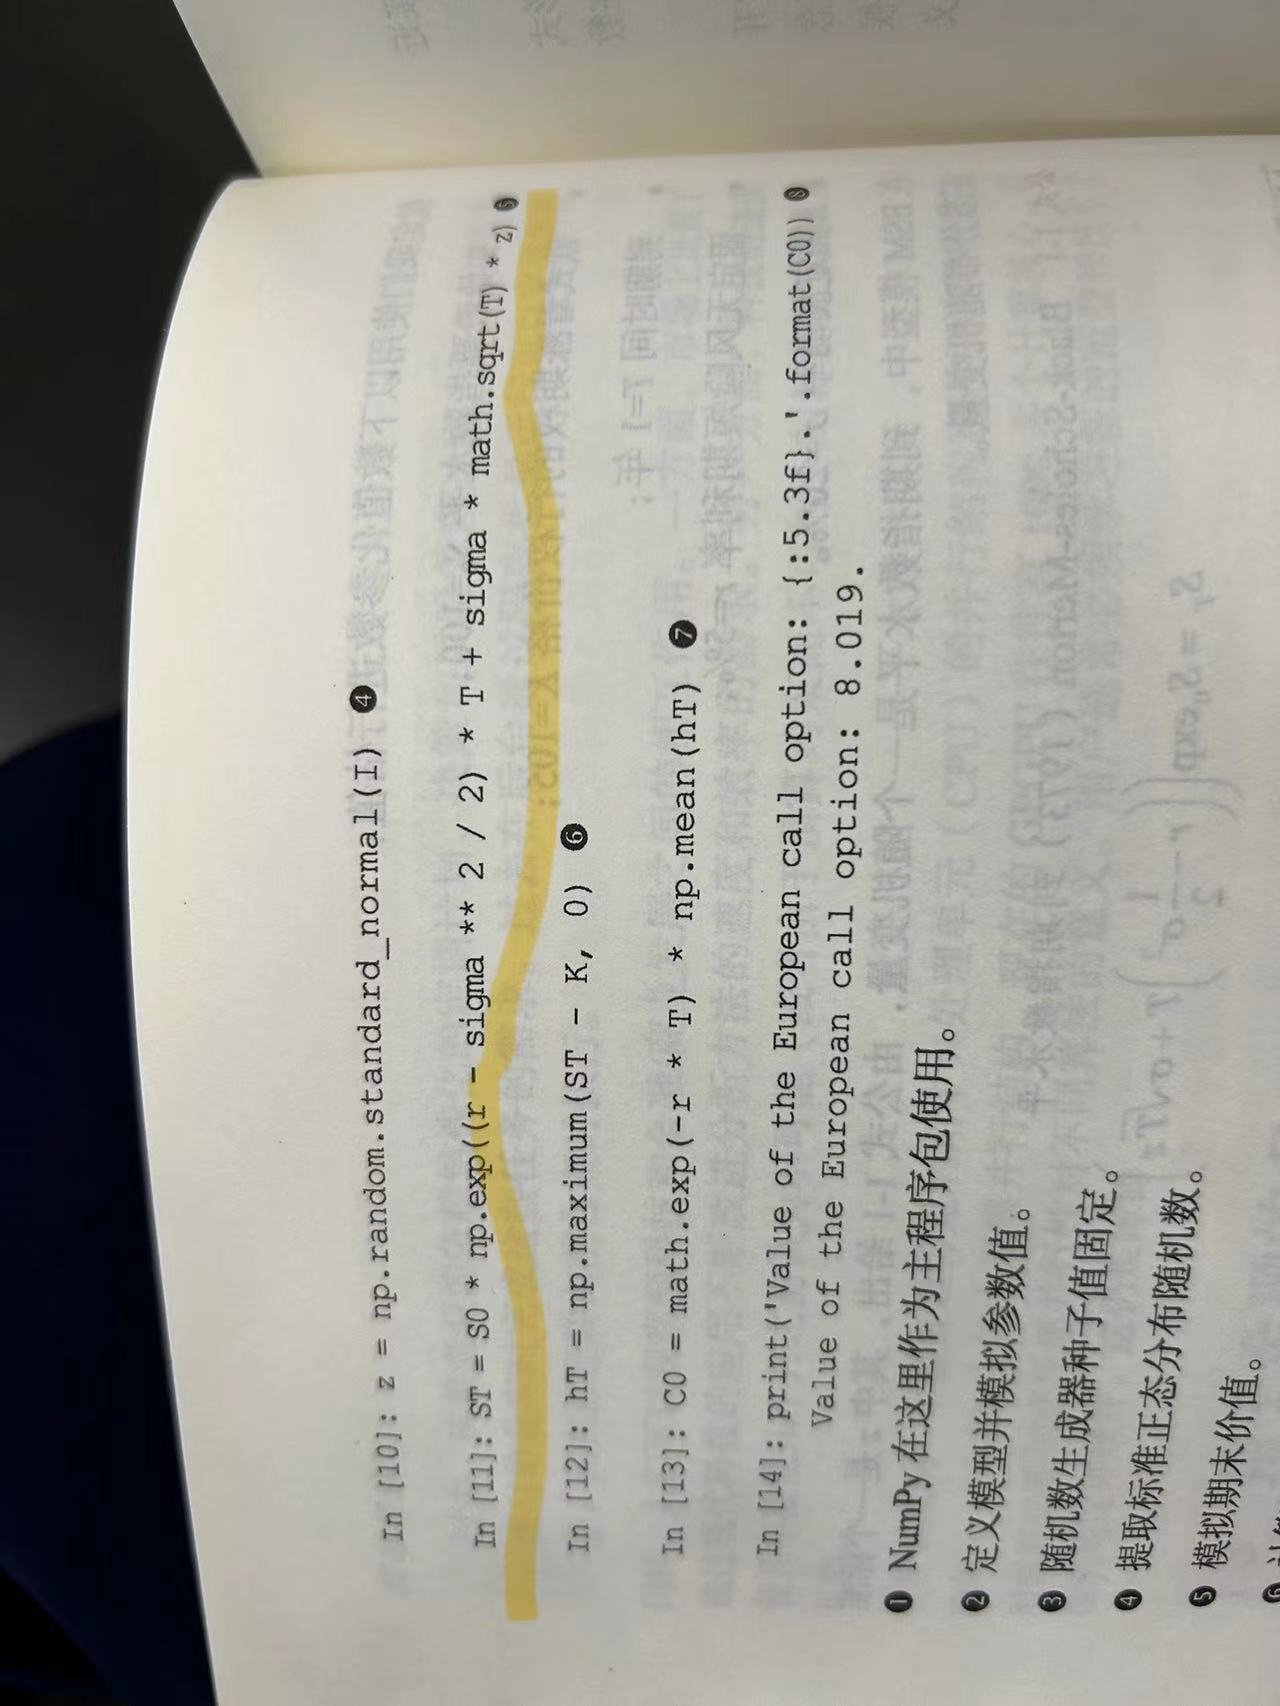 In [10]: z = np.random.standard_normal(I) ❹
In [11]: ST = S0 * np.exp((r - sigma ** 2 / 2) * T + sigma * math.sqrt(T) * z) ❺
In [12]: hT = np.maximum(ST - K, 0) ❻
In [13]: C0 = math.exp(-r * T) * np.mean(hT) ❼
In [14]: print('Value of the European call option: {:5.3f}.'.format(C0)) ❽
Value of the European call option: 8.019.
❶ NumPy 在这里作为主程序包使用。
❷ 定义模型并模拟参数值。
❸ 随机数生成器种子值固定。
❹ 提取标准正态分布随机数。
❺ 模拟期末价值。
❻